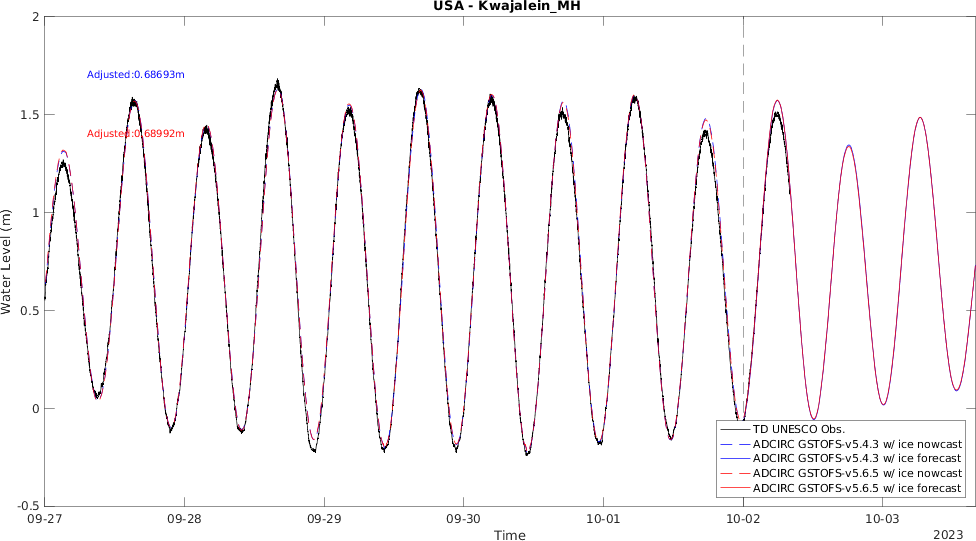 USA - Kwajalein_MH
2
Adjusted:0.68693m
1.5
Adjusted:0.68992m
1
Water Level (m)
0.5
0
-0.5
TD UNESCO Obs.
ADCIRC GSTOFS-v5.4.3 w/ ice nowcast
ADCIRC GSTOFS-v5.4.3 w/ ice forecast
ADCIRC GSTOFS-v5.6.5 w/ ice nowcast
ADCIRC GSTOFS-v5.6.5 w/ ice forecast
09-27 09-28 09-29 09-30 10-01 10-02 10-03
Time
2023